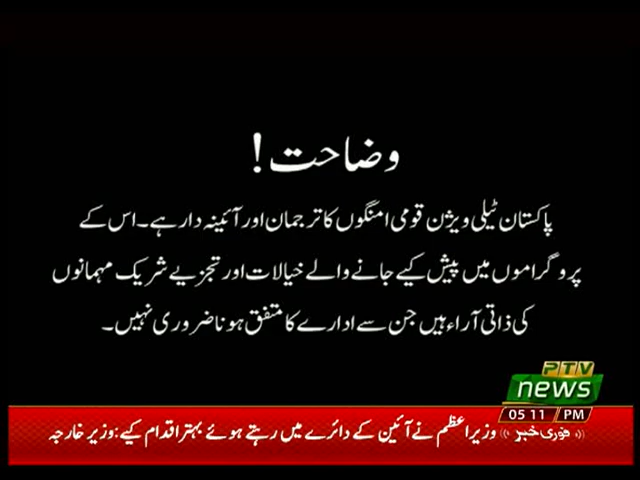 وضاحت!
پاکستان ٹیلی ویژن قومی امنگوں کا ترجمان اور آئینہ دار ہے۔ اس کے
پروگراموں میں پیش کیے جانے والے خیالات اور تجزیے شریک مہمانوں
کی ذاتی آراء ہیں جن سے ادارے کا متفق ہونا ضروری نہیں۔
PTV
news
05:11 PM
فوری خبر
وزیراعظم نے آئین کے دائرے میں رہتے ہوئے بہتر اقدام کیے: وزیر خارجہ